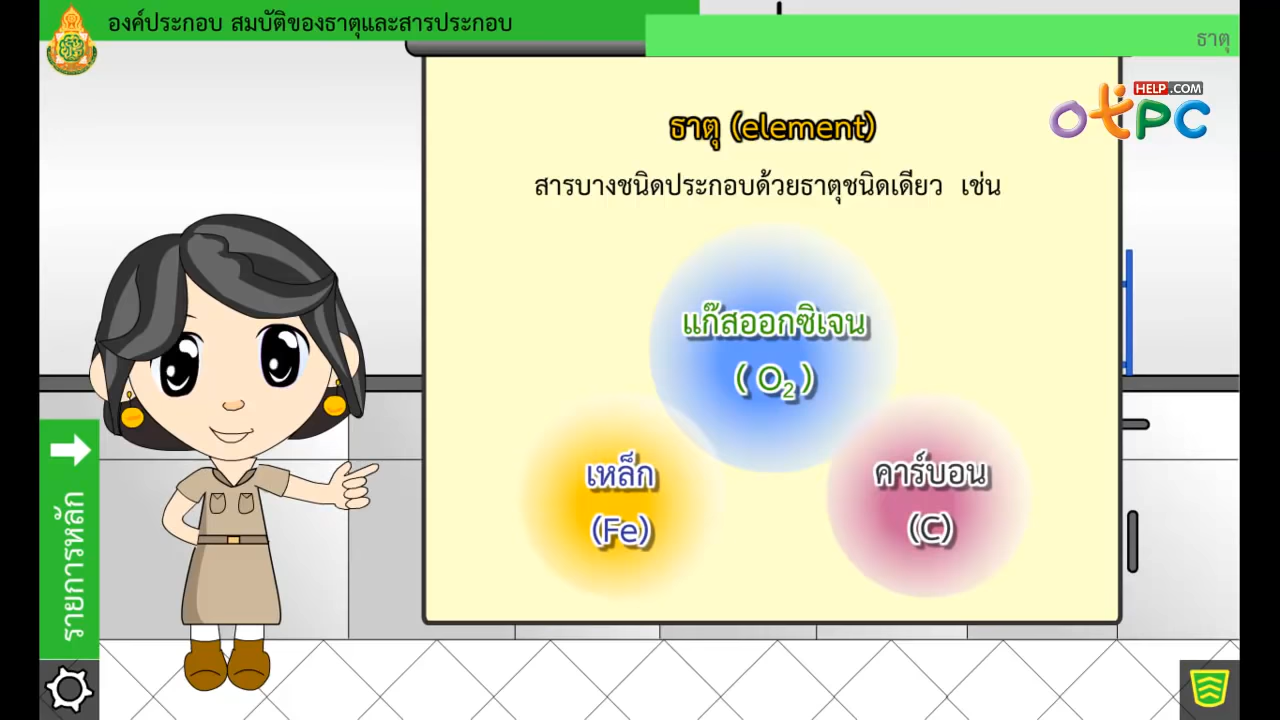 องค์ประกอบ สมบัติของธาตุและสารประกอบ
ธาตุ
HELP.COM
otPC
ธาตุ (element)
สารบางชนิดประกอบด้วยธาตุชนิดเดียว เช่น
แก๊สออกซิเจน
( O₂ )
เหล็ก
(Fe)
คาร์บอน
(C)
รายการหลัก